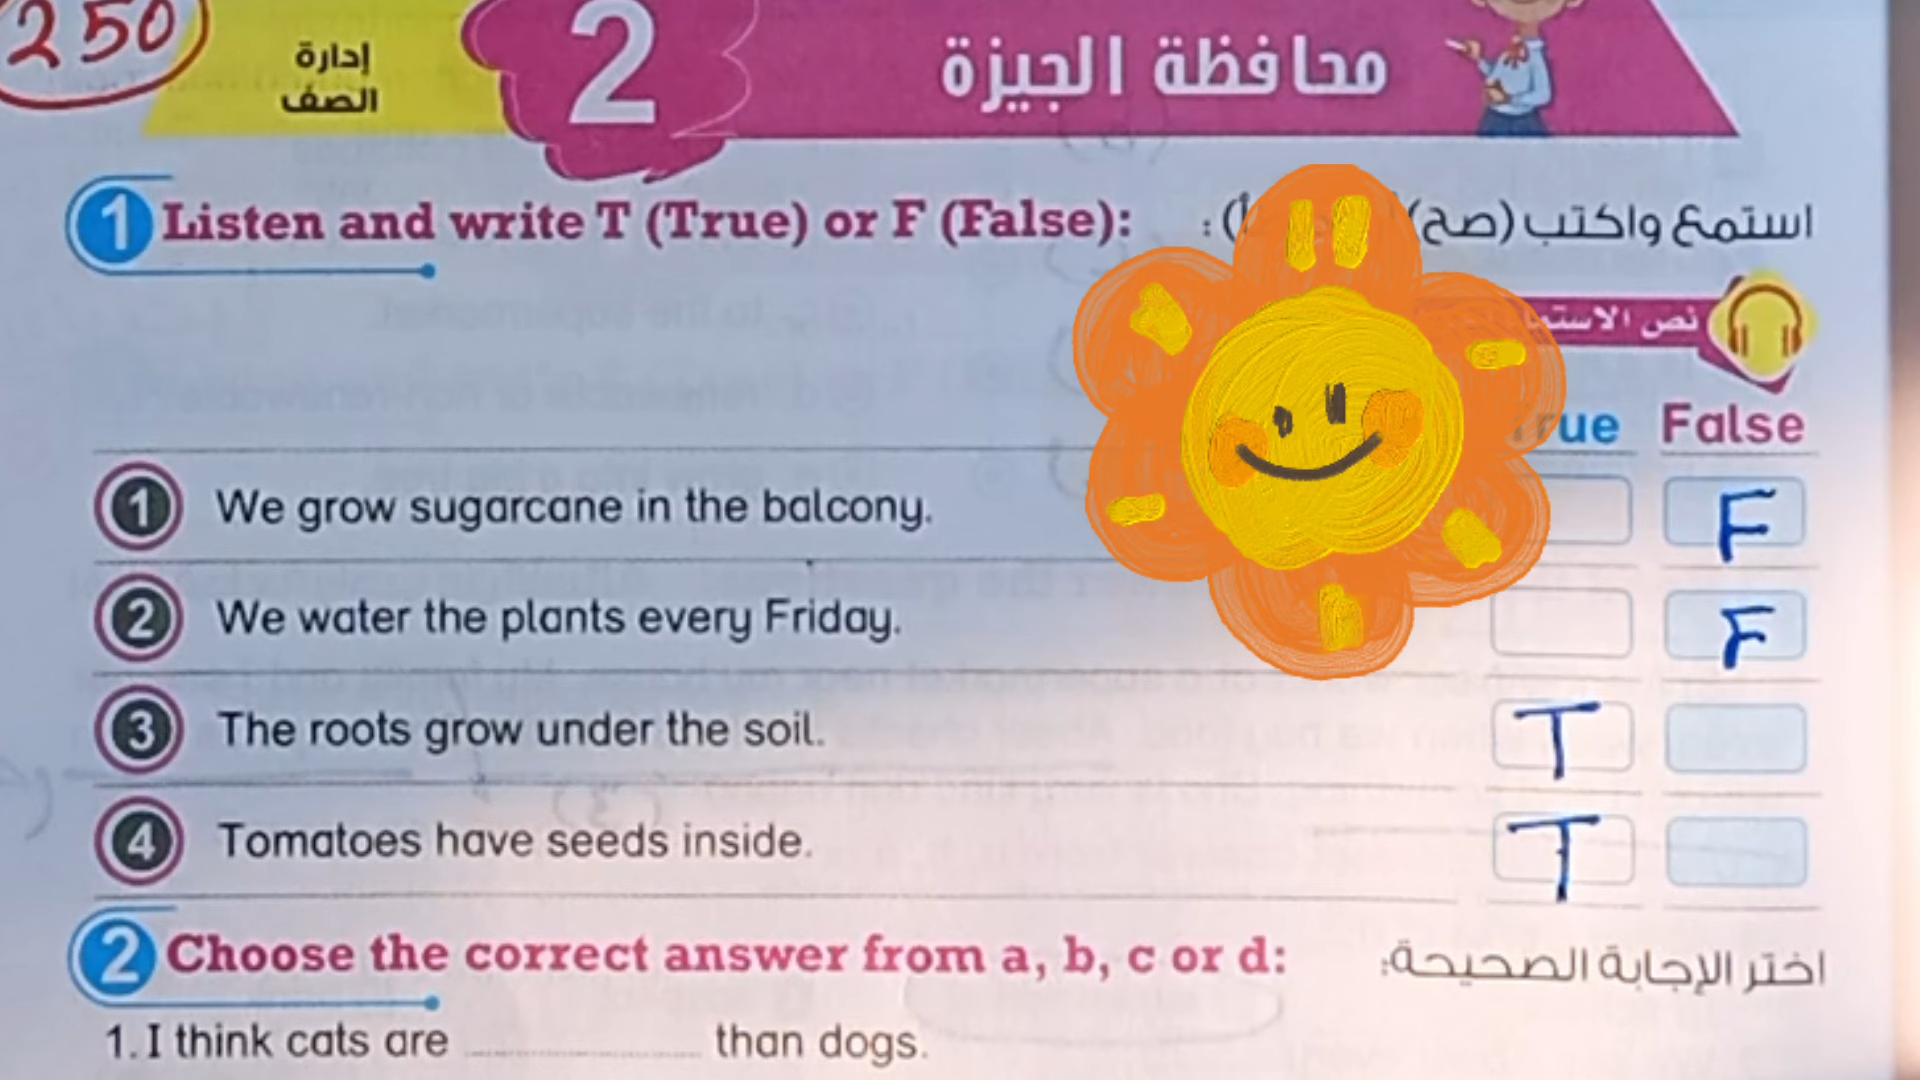 250
إدارة
الصف
2
محافظة الجيزة
1 Listen and write T (True) or F (False): استمع واكتب (صح)
نص
False
1 We grow sugarcane in the balcony. F
2 We water the plants every Friday. F
3 The roots grow under the soil. T
4 Tomatoes have seeds inside. T
2 Choose the correct answer from a, b, c or d: اختر الإجابة الصحيحة:
1. I think cats are .................... than dogs.